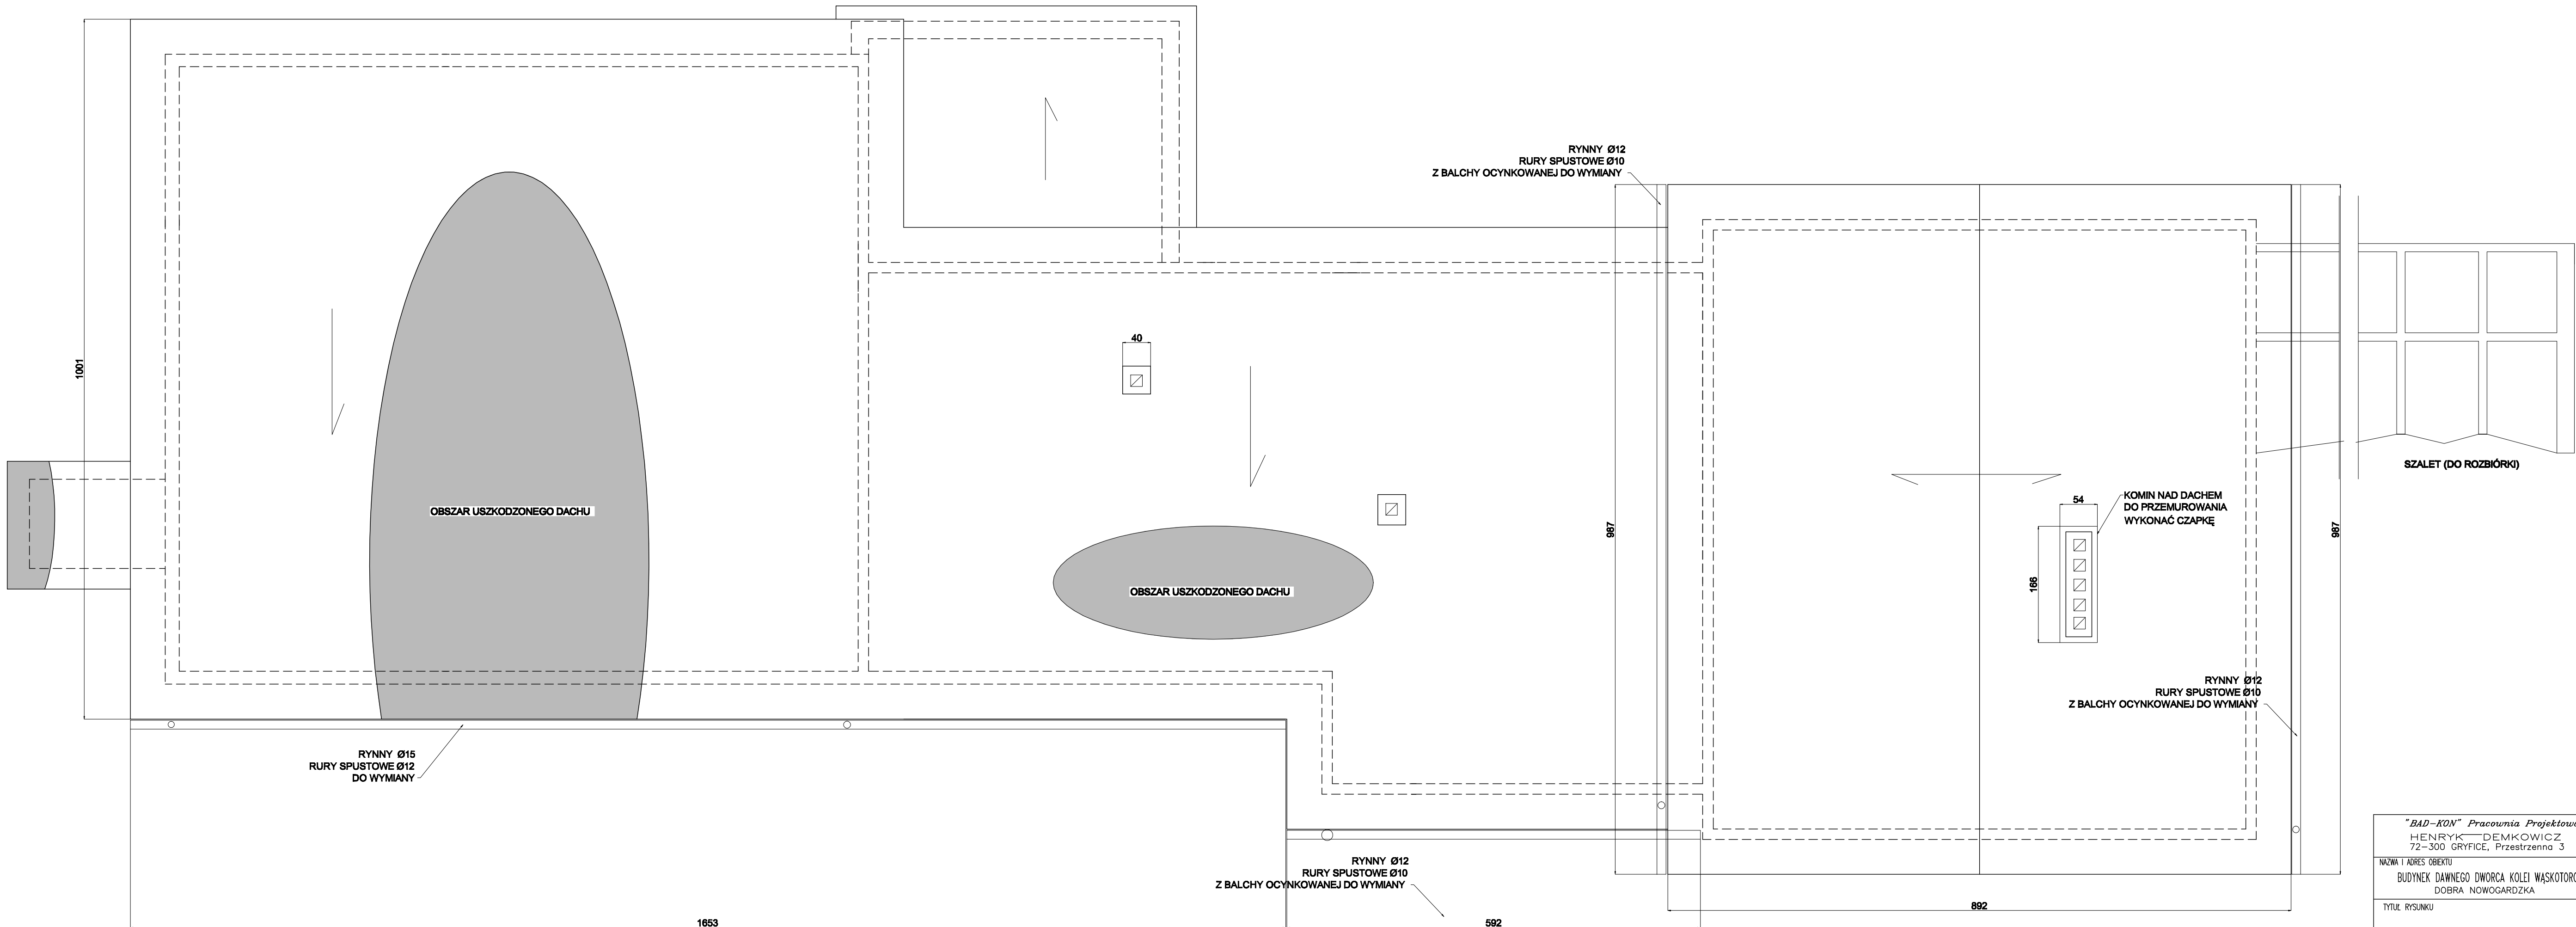 RYNNY Ø12
RURY SPUSTOWE Ø10
Z BALCHY OCYNKOWANEJ DO WYMIANY
1001
40
SZALET (DO ROZBIÓRKI)
KOMIN NAD DACHEM
DO PRZEMUROWANIA
WYKONAĆ CZAPKĘ
54
166
987
987
OBSZAR USZKODZONEGO DACHU
OBSZAR USZKODZONEGO DACHU
RYNNY Ø12
RURY SPUSTOWE Ø10
Z BALCHY OCYNKOWANEJ DO WYMIANY
RYNNY Ø15
RURY SPUSTOWE Ø12
DO WYMIANY
RYNNY Ø12
RURY SPUSTOWE Ø10
Z BALCHY OCYNKOWANEJ DO WYMIANY
1653
592
892
"BAD-KON" Pracownia Projektowa
HENRYK DEMKOWICZ
72-300 GRYFICE, Przestrzenna 3
NAZWA I ADRES OBIEKTU
BUDYNEK DAWNEGO DWORCA KOLEI WĄSKOTORO
DOBRA NOWOGARDZKA
TYTUŁ RYSUNKU